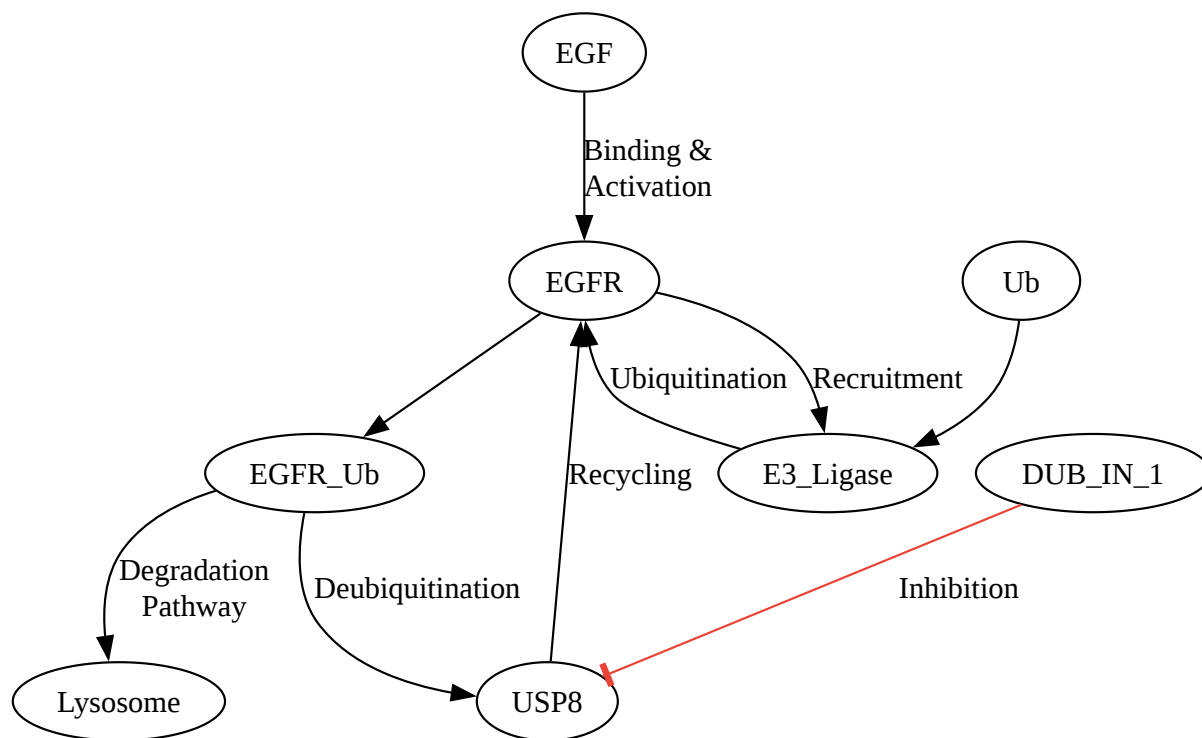 EGF
Binding &
Activation
EGFR
Ub
Ubiquitination
Recruitment
EGFR_Ub
Recycling
E3_Ligase
DUB_IN_1
Degradation
Pathway
Deubiquitination
Inhibition
Lysosome
USP8